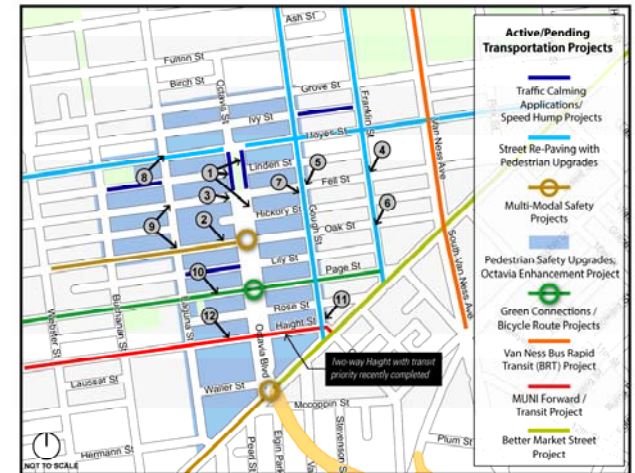 Active/Pending
Transportation Projects
Traffic Calming
Applications/
Speed Hump Projects
Street Re-Paving with
Pedestrian Upgrades
Multi-Modal Safety
Projects
Pedestrian Safety Upgrades,
Octavia Enhancement Project
Green Connections /
Bicycle Route Projects
Van Ness Bus Rapid
Transit (BRT) Project
MUNI Forward /
Transit Project
Better Market Street
Project
Ash St
Fulton St
Birch St
Octavia St
Grove St
Franklin St
Van Ness Ave
Ivy St
Hayes St
1
5
4
8
Linden St
7
Fell St
3
Hickory St
Gough St
6
2
9
Oak St
South Van Ness Ave
Lily St
10
Page St
Webster St
Buchanan St
Laguna St
Rose St
11
12
Haight St
Octavia Blvd
Two-way Haight with transit
priority recently completed
Laussat St
Waller St
Mccoppin St
Hermann St
Pearl St
Elgin Park
Stevenson St
Plum St
NOT TO SCALE